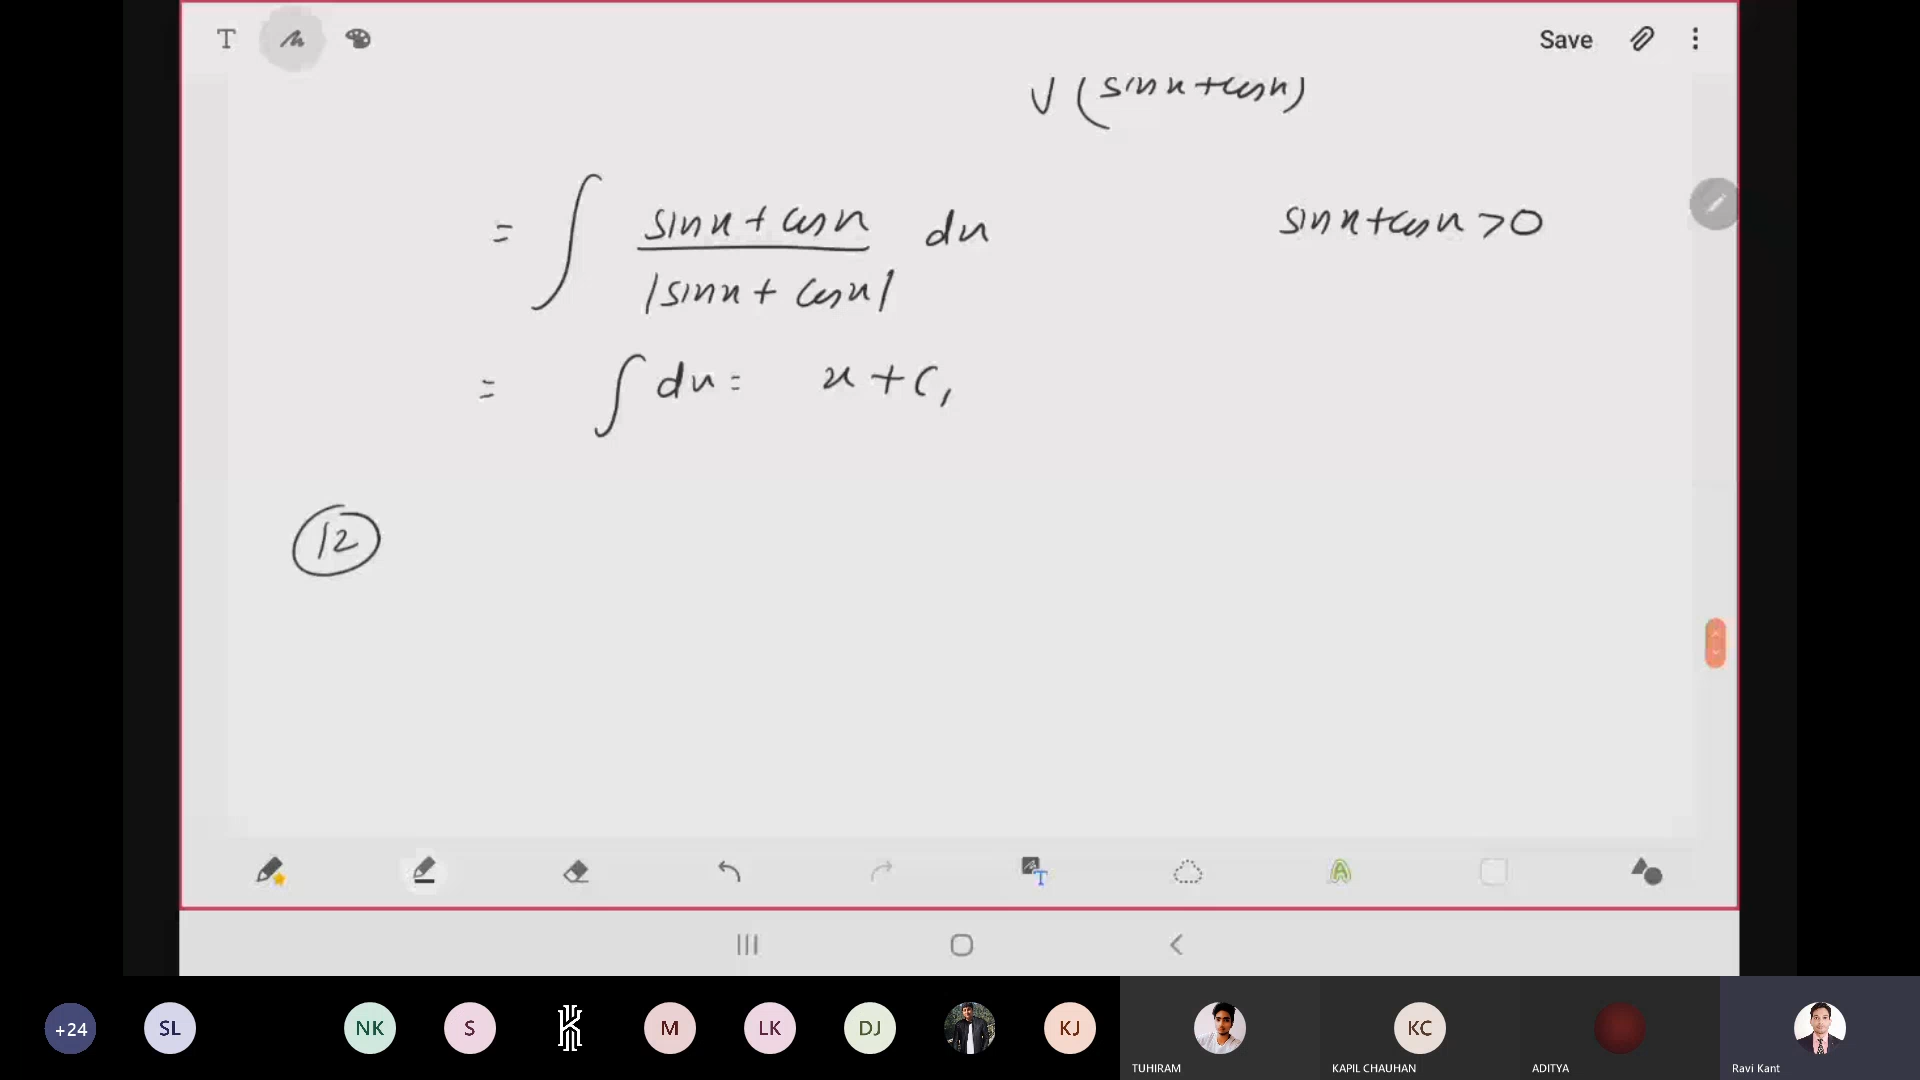 T
Save
√(sinx+cosx)
= ∫ sinx + cosx dx
|sinx + cosx|
sinx+cosx >0
= ∫ dx = x + C,
12
A
+24
SL
NK
S
M
LK
DJ
KJ
KC
TUHIRAM
KAPIL CHAUHAN
ADITYA
Ravi Kant